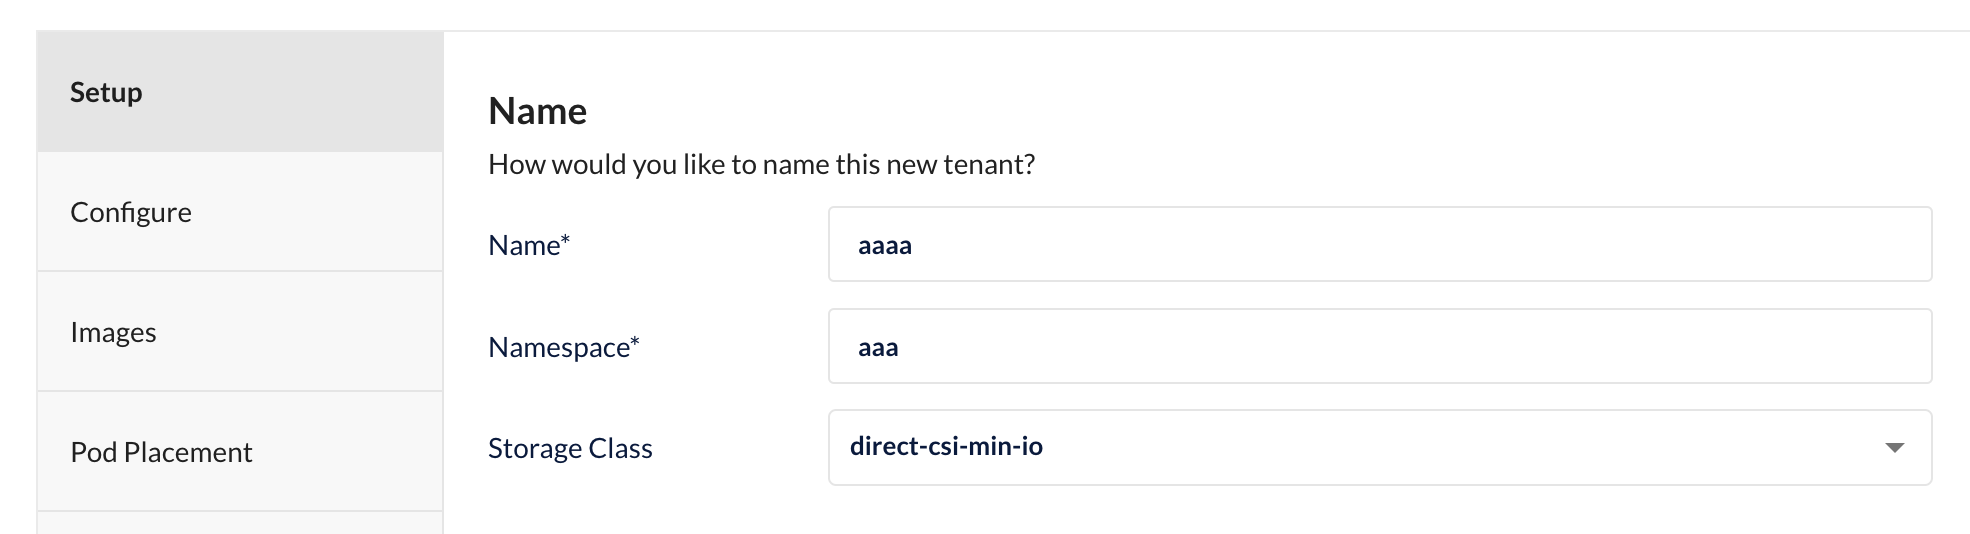 Setup
Configure
Images
Pod Placement
Name
How would you like to name this new tenant?
Name* aaaa
Namespace* aaa
Storage Class direct-csi-min-io